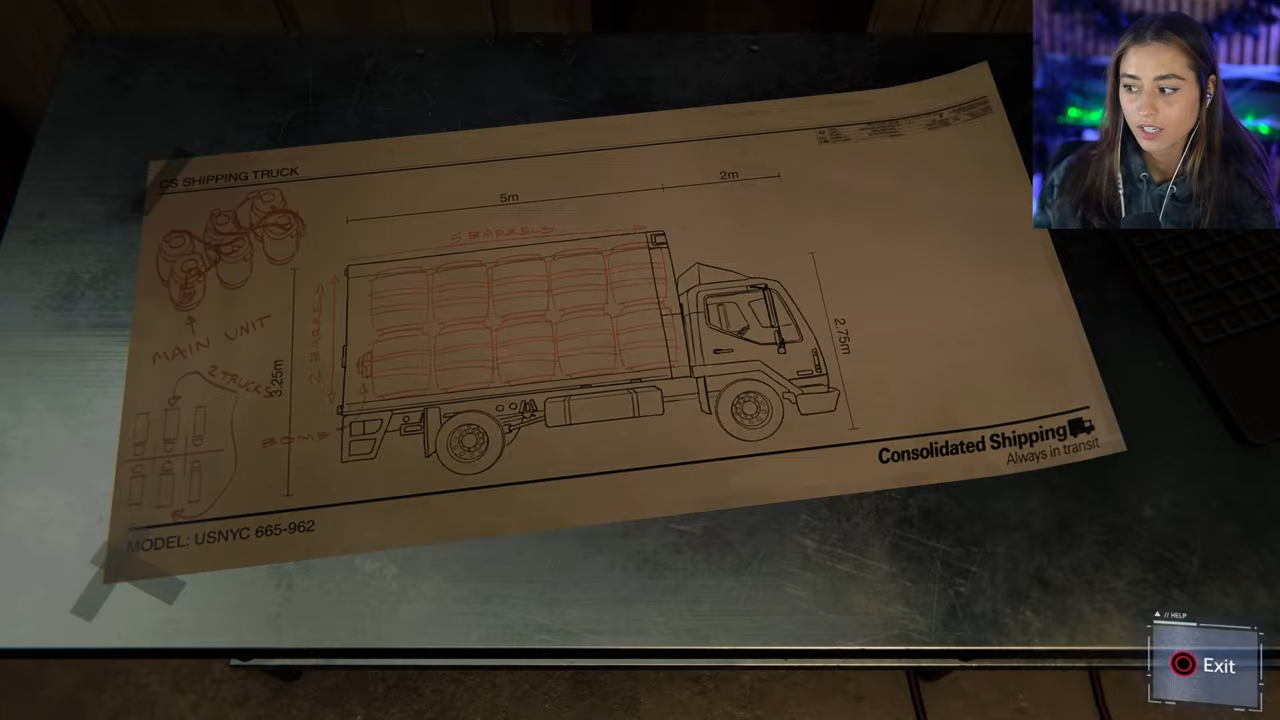 CS SHIPPING TRUCK
5m
2m
5 BARRELS
2 BARRELS
3.25m
2.75m
MAIN UNIT
2 TRUCKS
BOMB
Consolidated Shipping
Always in transit
MODEL: USNYC 665-962
// HELP
Exit